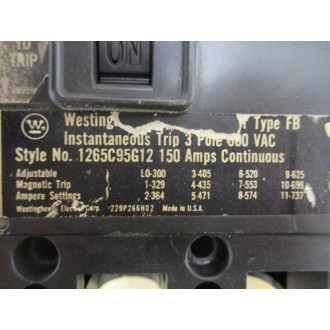 TO
TRIP
ON
W
Westing Type FB
Instantaneous Trip 3 Pole 600 VAC
Style No. 1265C95G12 150 Amps Continuous
Adjustable LO-300 3-405 6-520 9-625
Magnetic Trip 1-329 4-435 7-553 10-695
Ampere Settings 2-364 5-471 8-574 11-737
Westinghouse Electric Corp. 229P266H02 Made in U.S.A.